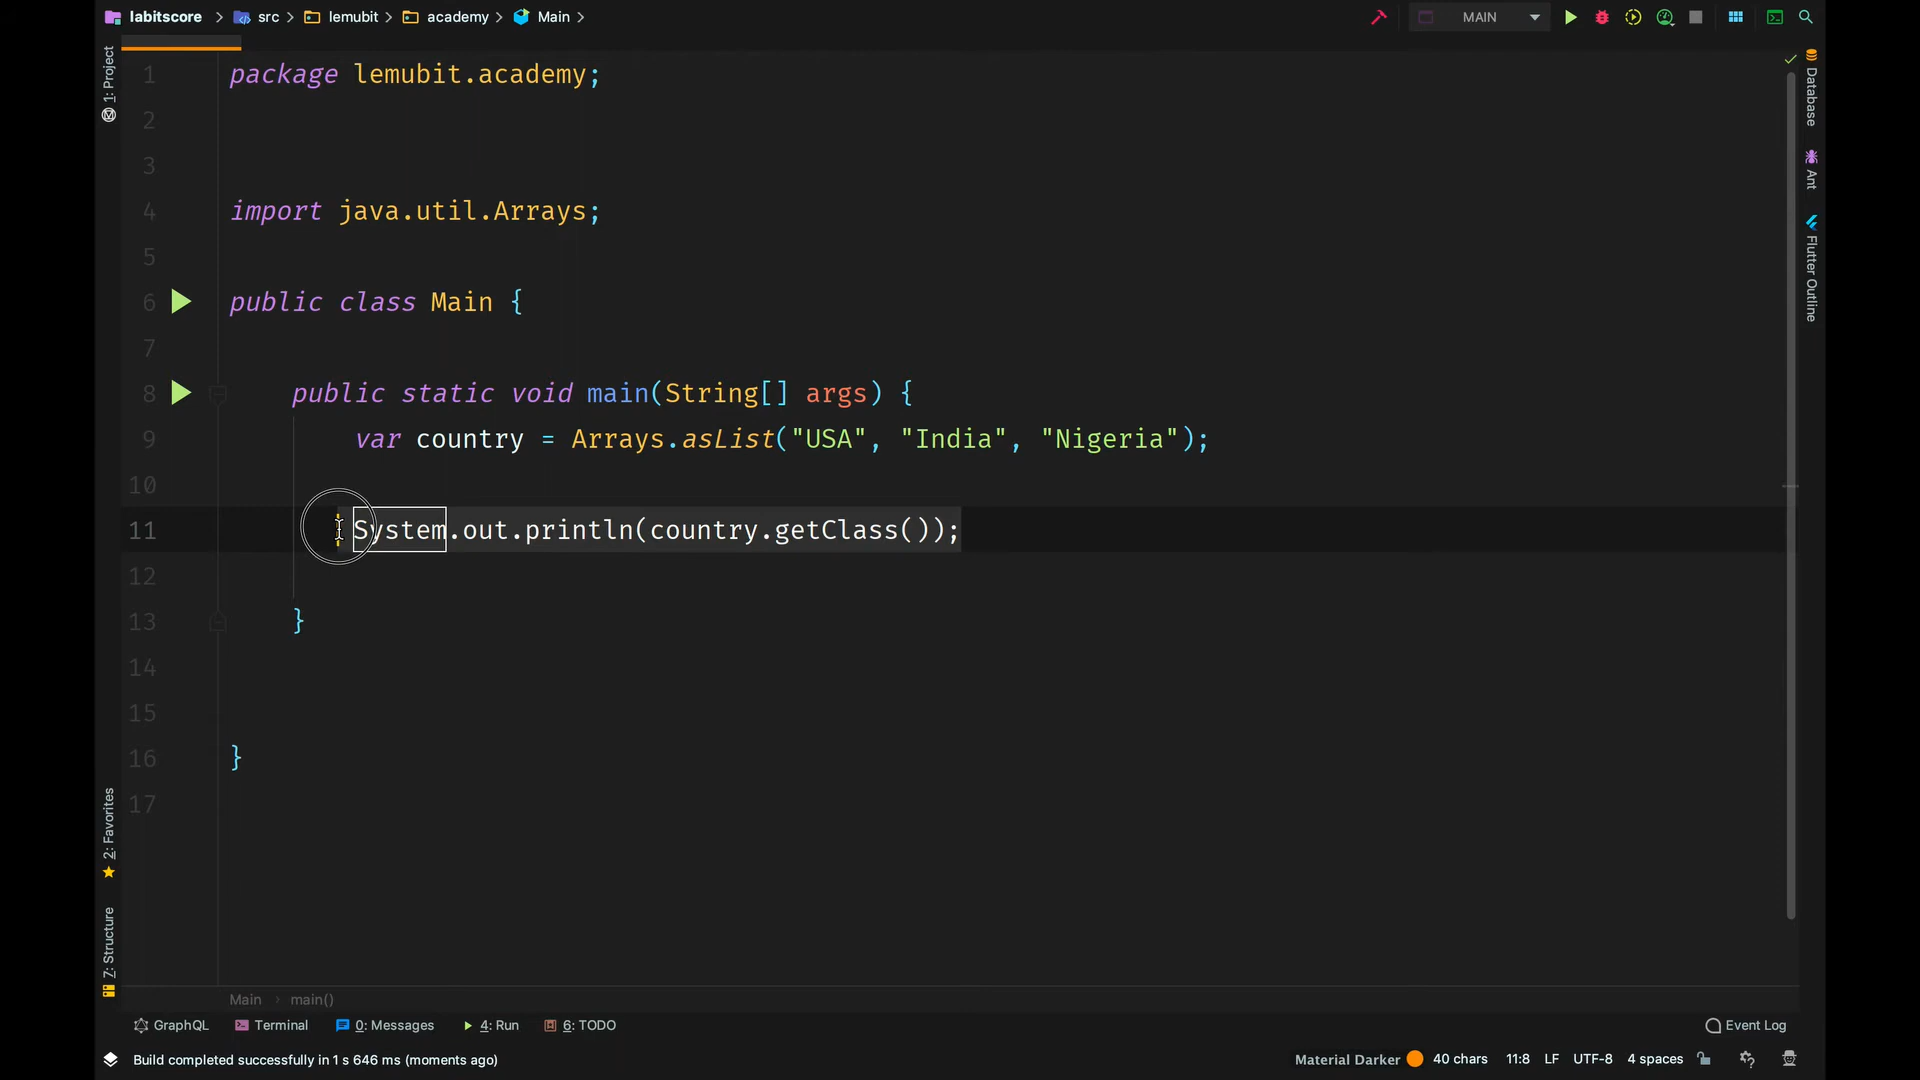 labitscore src lemubit academy Main MAIN
1: Project
Database
Ant
Flutter Outline
1 package lemubit.academy;
2
3
4 import java.util.Arrays;
5
6 public class Main {
7
8 public static void main(String[] args) {
9 var country = Arrays.asList("USA", "India", "Nigeria");
10
11 System.out.println(country.getClass());
12
13 }
14
15
16 }
17
2: Favorites
7: Structure
Main main()
GraphQL Terminal 0: Messages 4: Run 6: TODO Event Log
Build completed successfully in 1 s 646 ms (moments ago) Material Darker 40 chars 11:8 LF UTF-8 4 spaces